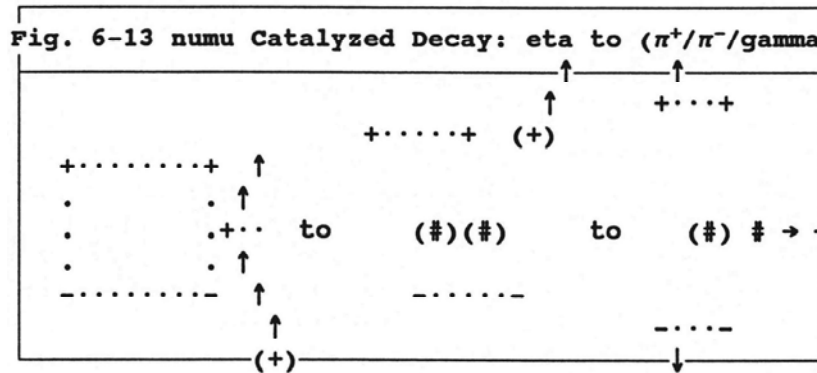 Fig. 6-13 numu Catalyzed Decay: eta to (π⁺/π⁻/gamma
↑ ↑
↑ +···+
+·····+ (+)
+········+ ↑
. ↑
. .+·· to (#)(#) to (#) # →
. . ↑
-········- ↑ -·····-
↑ -···-
(+) ↓